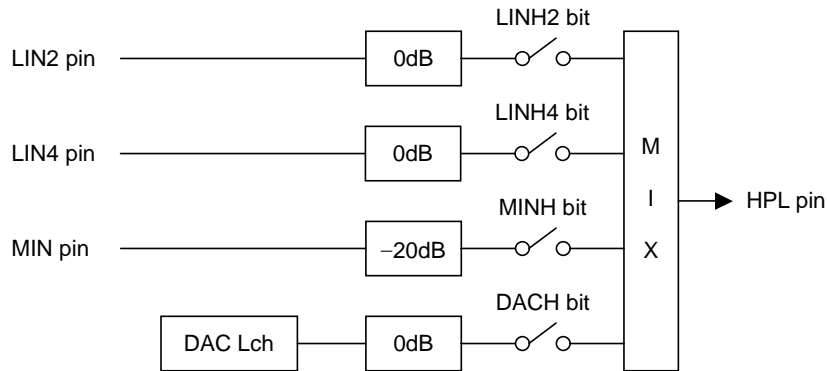 LINH2 bit
LIN2 pin
0dB
LINH4 bit
LIN4 pin
0dB
M
I
X
HPL pin
MINH bit
MIN pin
−20dB
DACH bit
DAC Lch
0dB